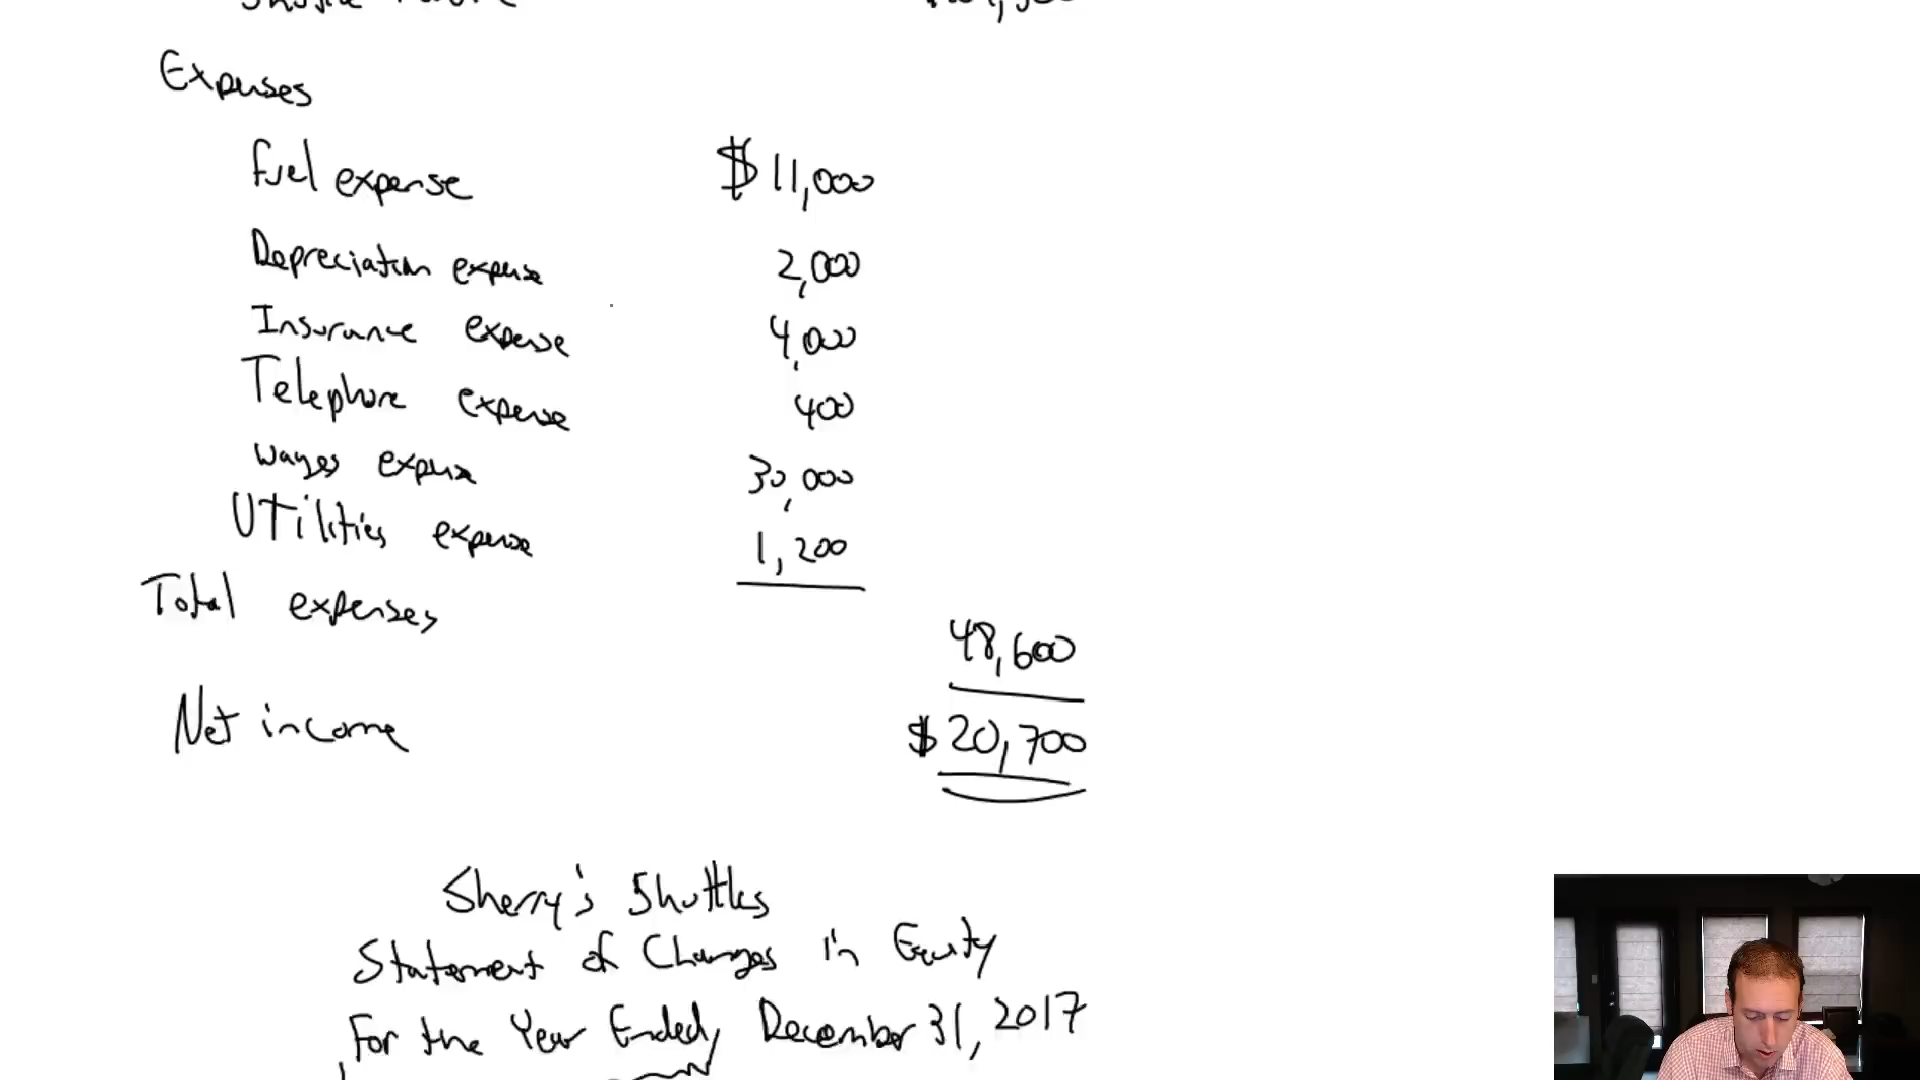 Expenses
Fuel expense $ 11,000
Depreciation expense 2,000
Insurance expense 4,000
Telephone expense 400
Wages expense 30,000
UTilities expense 1,200
Total expenses
48,600
Net income $ 20,700
Sherry's Shuttles
Statement of Changes in Equity
For the Year Ended December 31, 2017